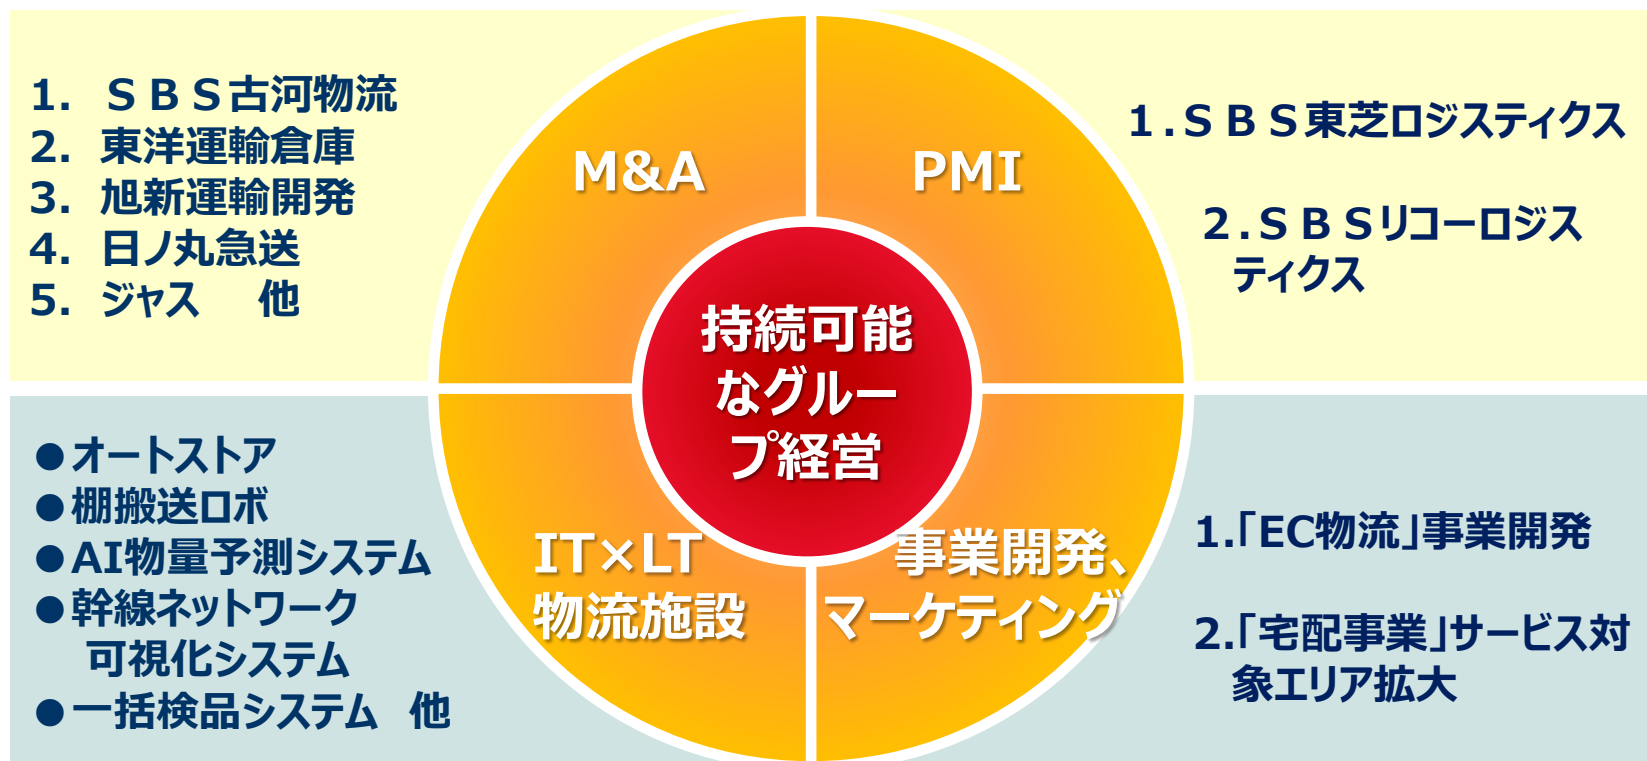 1. ＳＢＳ古河物流
2. 東洋運輸倉庫
3. 旭新運輸開発
4. 日ノ丸急送
5. ジャス　他
M&A
PMI
１.ＳＢＳ東芝ロジスティクス
２.ＳＢＳリコーロジス
ティクス
持続可能
なグルー
プ経営
●オートストア
●棚搬送ロボ
●AI物量予測システム
●幹線ネットワーク
可視化システム
●一括検品システム　他
IT×LT
物流施設
事業開発、
マーケティング
1.「EC物流」事業開発
2.「宅配事業」サービス対
象エリア拡大